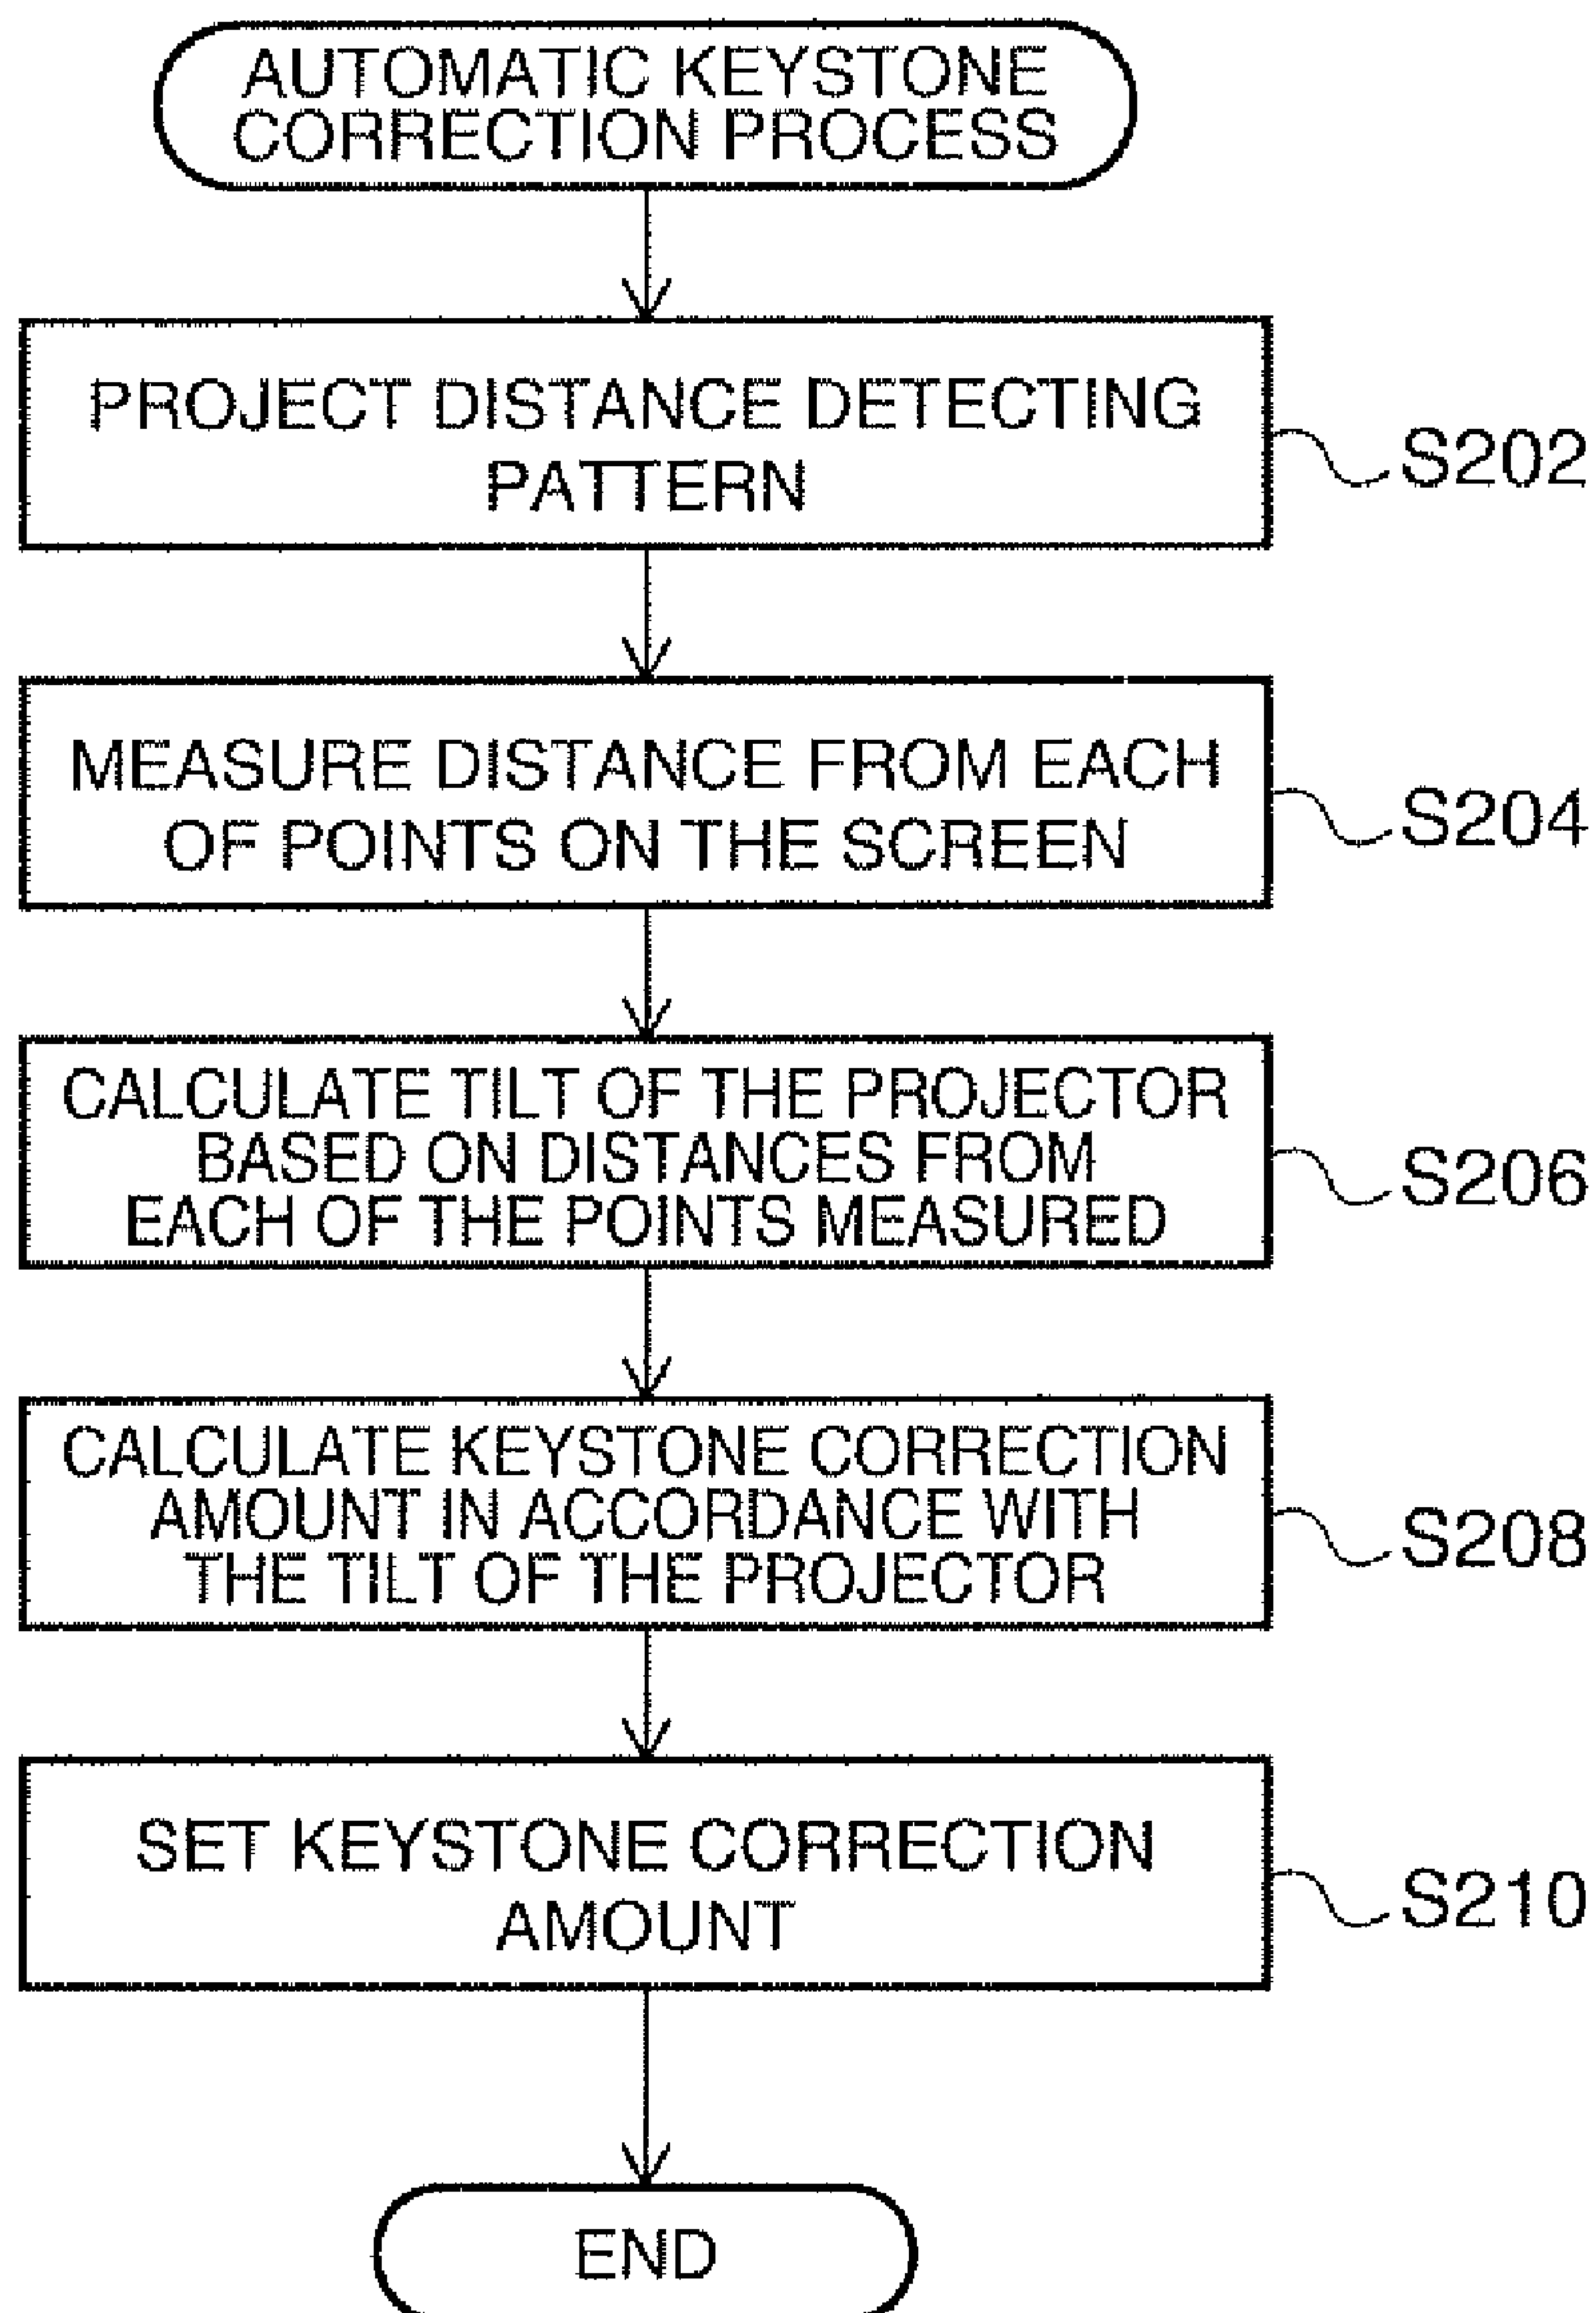 AUTOMATIC KEYSTONE
CORRECTION PROCESS
PROJECT DISTANCE DETECTING
PATTERN
S202
MEASURE DISTANCE FROM EACH
OF POINTS ON THE SCREEN
S204
CALCULATE TILT OF THE PROJECTOR
BASED ON DISTANCES FROM
EACH OF THE POINTS MEASURED
S206
CALCULATE KEYSTONE CORRECTION
AMOUNT IN ACCORDANCE WITH
THE TILT OF THE PROJECTOR
S208
SET KEYSTONE CORRECTION
AMOUNT
S210
END